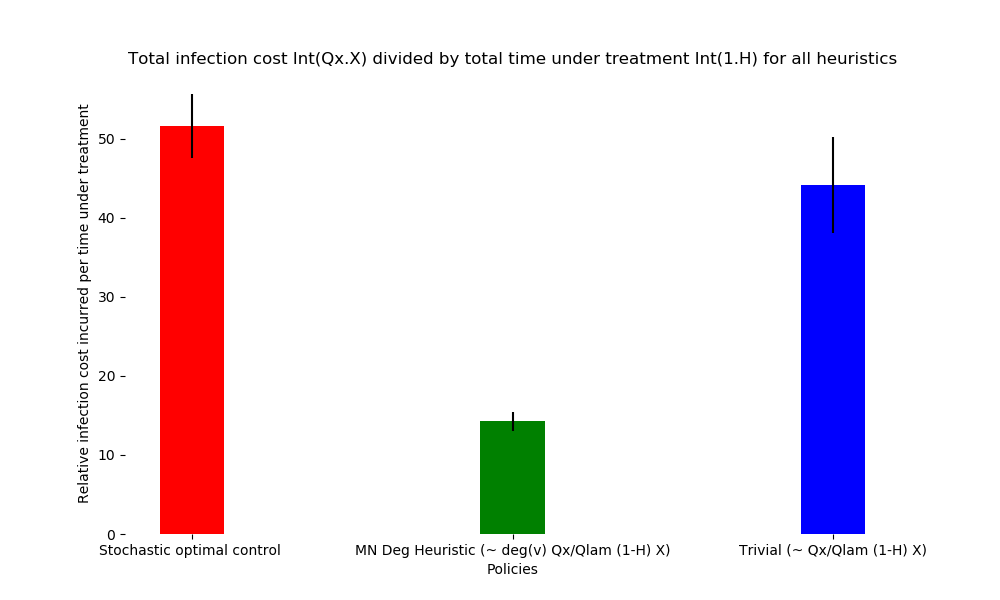 Total infection cost Int(Qx.X) divided by total time under treatment Int(1.H) for all heuristics
Relative infection cost incurred per time under treatment
50
40
30
20
10
0
Stochastic optimal control
MN Deg Heuristic (~ deg(v) Qx/Qlam (1-H) X)
Trivial (~ Qx/Qlam (1-H) X)
Policies